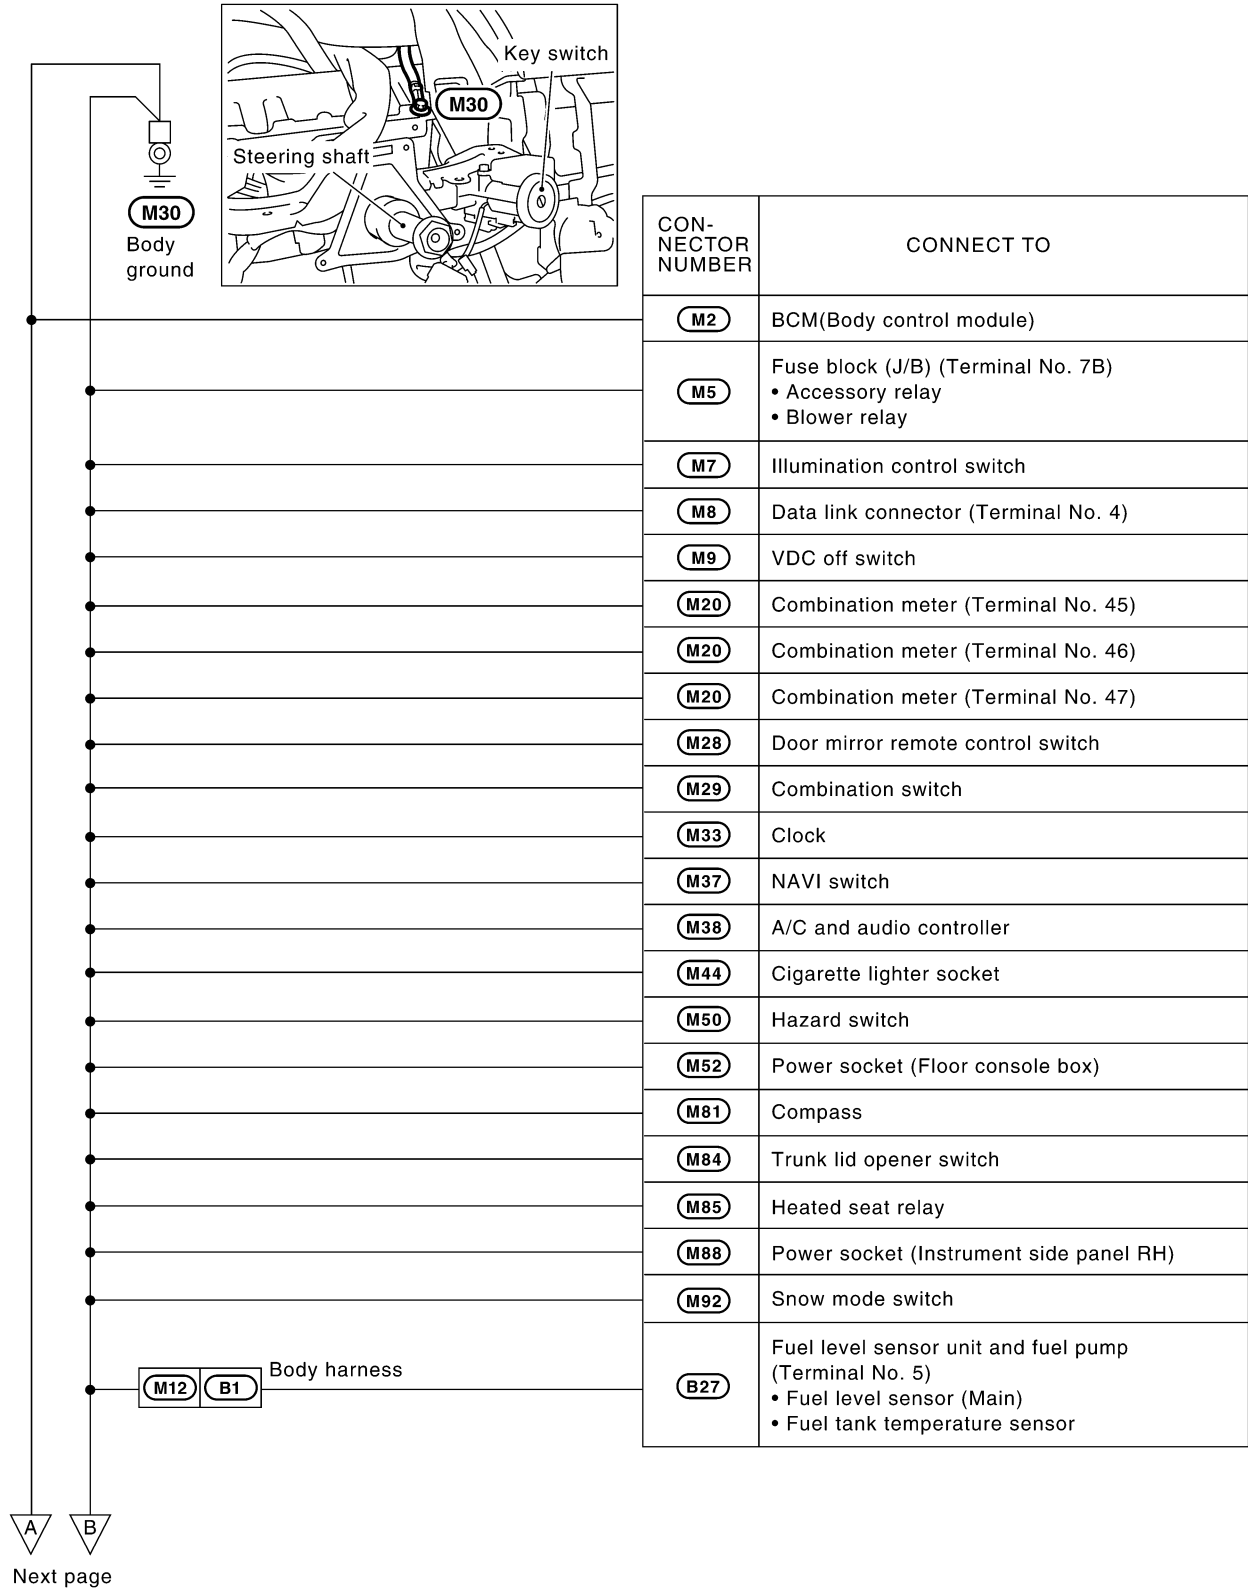 Key switch
M30
Steering shaft
M30
Body
ground
CON-
NECTOR
NUMBER
CONNECT TO
M2 BCM(Body control module)
M5 Fuse block (J/B) (Terminal No. 7B)
• Accessory relay
• Blower relay
M7 Illumination control switch
M8 Data link connector (Terminal No. 4)
M9 VDC off switch
M20 Combination meter (Terminal No. 45)
M20 Combination meter (Terminal No. 46)
M20 Combination meter (Terminal No. 47)
M28 Door mirror remote control switch
M29 Combination switch
M33 Clock
M37 NAVI switch
M38 A/C and audio controller
M44 Cigarette lighter socket
M50 Hazard switch
M52 Power socket (Floor console box)
M81 Compass
M84 Trunk lid opener switch
M85 Heated seat relay
M88 Power socket (Instrument side panel RH)
M92 Snow mode switch
M12 B1 Body harness
B27 Fuel level sensor unit and fuel pump
(Terminal No. 5)
• Fuel level sensor (Main)
• Fuel tank temperature sensor
A B
Next page